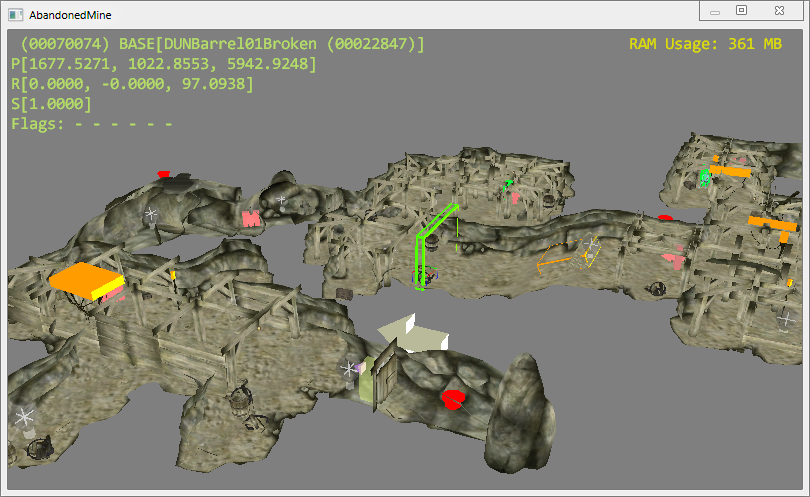 AbandonedMine
(00070074) BASE[DUNBarrel01Broken (00022847)]
RAM Usage: 361 MB
P[1677.5271, 1022.8553, 5942.9248]
R[0.0000, -0.0000, 97.0938]
S[1.0000]
Flags: - - - - - -
M